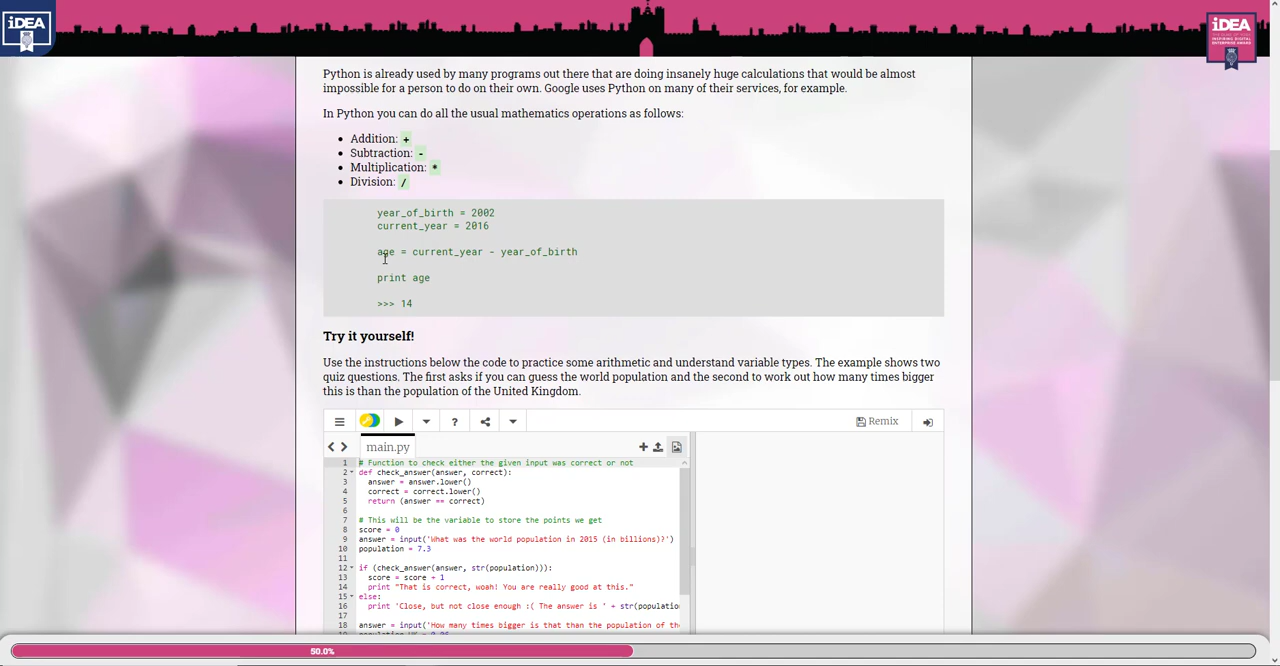 iDEA
iDEA
INSPIRING DIGITAL
ENTERPRISE AWARD
Python is already used by many programs out there that are doing insanely huge calculations that would be almost
impossible for a person to do on their own. Google uses Python on many of their services, for example.
In Python you can do all the usual mathematics operations as follows:
• Addition: +
• Subtraction: -
• Multiplication: *
• Division: /
year_of_birth = 2002
current_year = 2016
age = current_year - year_of_birth
print age
>>> 14
Try it yourself!
Use the instructions below the code to practice some arithmetic and understand variable types. The example shows two
quiz questions. The first asks if you can guess the world population and the second to work out how many times bigger
this is than the population of the United Kingdom.
? Remix
main.py
1 # Function to check either the given input was correct or not
2 def check_answer(answer, correct):
3 answer = answer.lower()
4 correct = correct.lower()
5 return (answer == correct)
6
7 # This will be the variable to store the points we get
8 score = 0
9 answer = input('What was the world population in 2015 (in billions)?')
10 population = 7.3
11
12 if (check_answer(answer, str(population))):
13 score = score + 1
14 print "That is correct, woah! You are really good at this."
15 else:
16 print 'Close, but not close enough :( The answer is ' + str(populatio
17
18 answer = input('How many times bigger is that than the population of th
50.0%